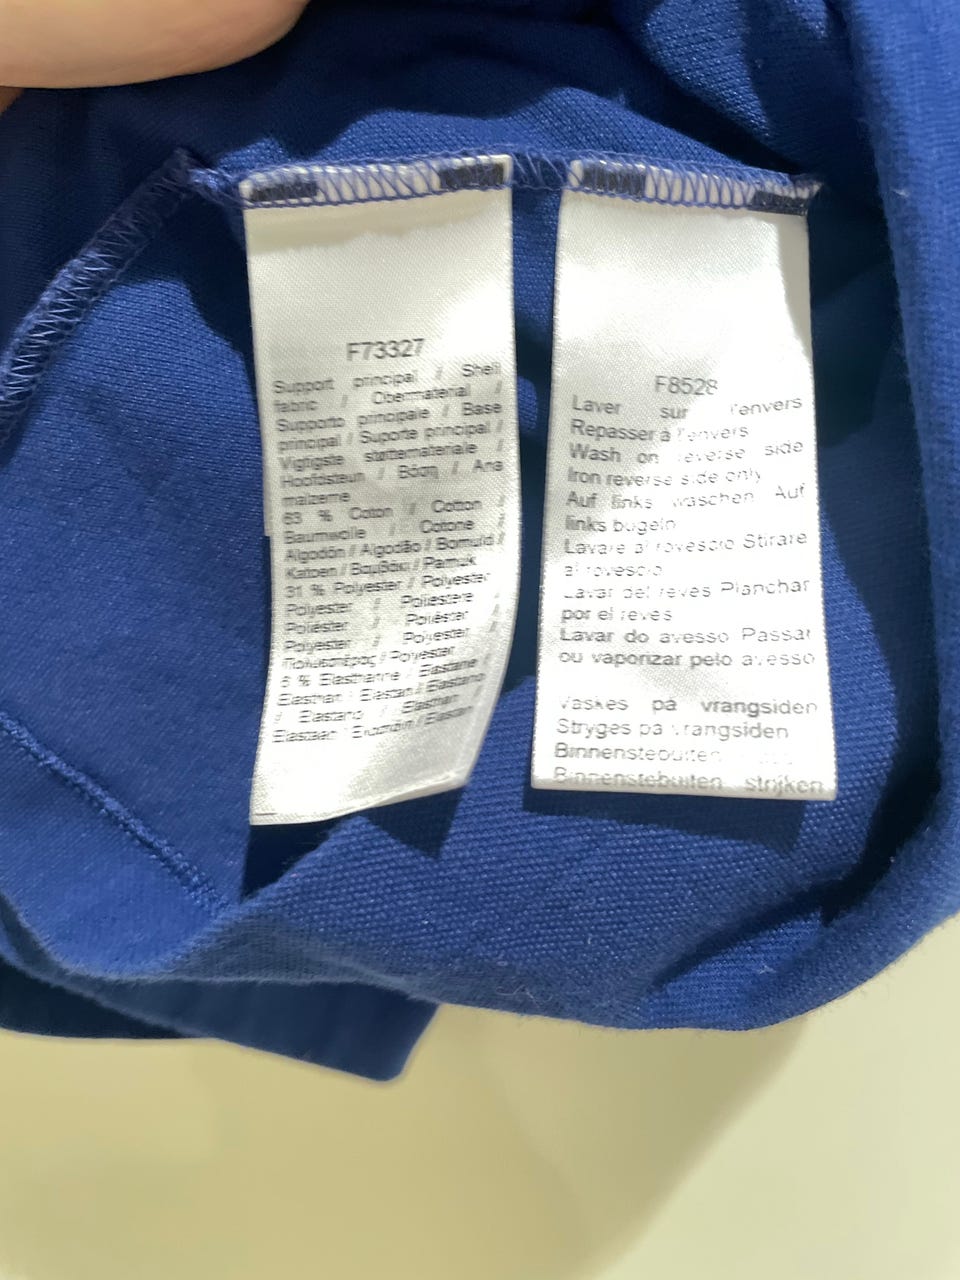 F73327
Support principal / Shell
fabric / Obermaterial /
Supporto principale / Base
principal / Suporte principal /
Vigtigste støttemateriale /
Hoofdsteun / Βάση / Ana
malzeme
63 % Coton / Cotton /
Baumwolle / Cotone /
Algodón / Algodão / Bomuld /
Katoen / Βαμβάκι / Pamuk
31 % Polyester / Polyester
Polyester / Poliestere /
Poliéster / Poliéster /
Polyester / Polyester /
Πολυεστέρας / Polyester
6 % Elasthanne / Elastane /
Elasthan / Elastan / Elastano
/ Elastano / Elasthan /
Elastaan / Elastan
F8528
Laver sur l'envers
Repasser à l'envers
Wash on reverse side
Iron reverse side only
Auf links waschen Auf
links bügeln
Lavare al rovescio Stirare
al rovescio
Lavar del reves Planchar
por el reves
Lavar do avesso Passar
ou vaporizar pelo avesso
Vaskes på vrangsiden
Stryges på vrangsiden
Binnenstebuiten
Binnenstebuiten strijken